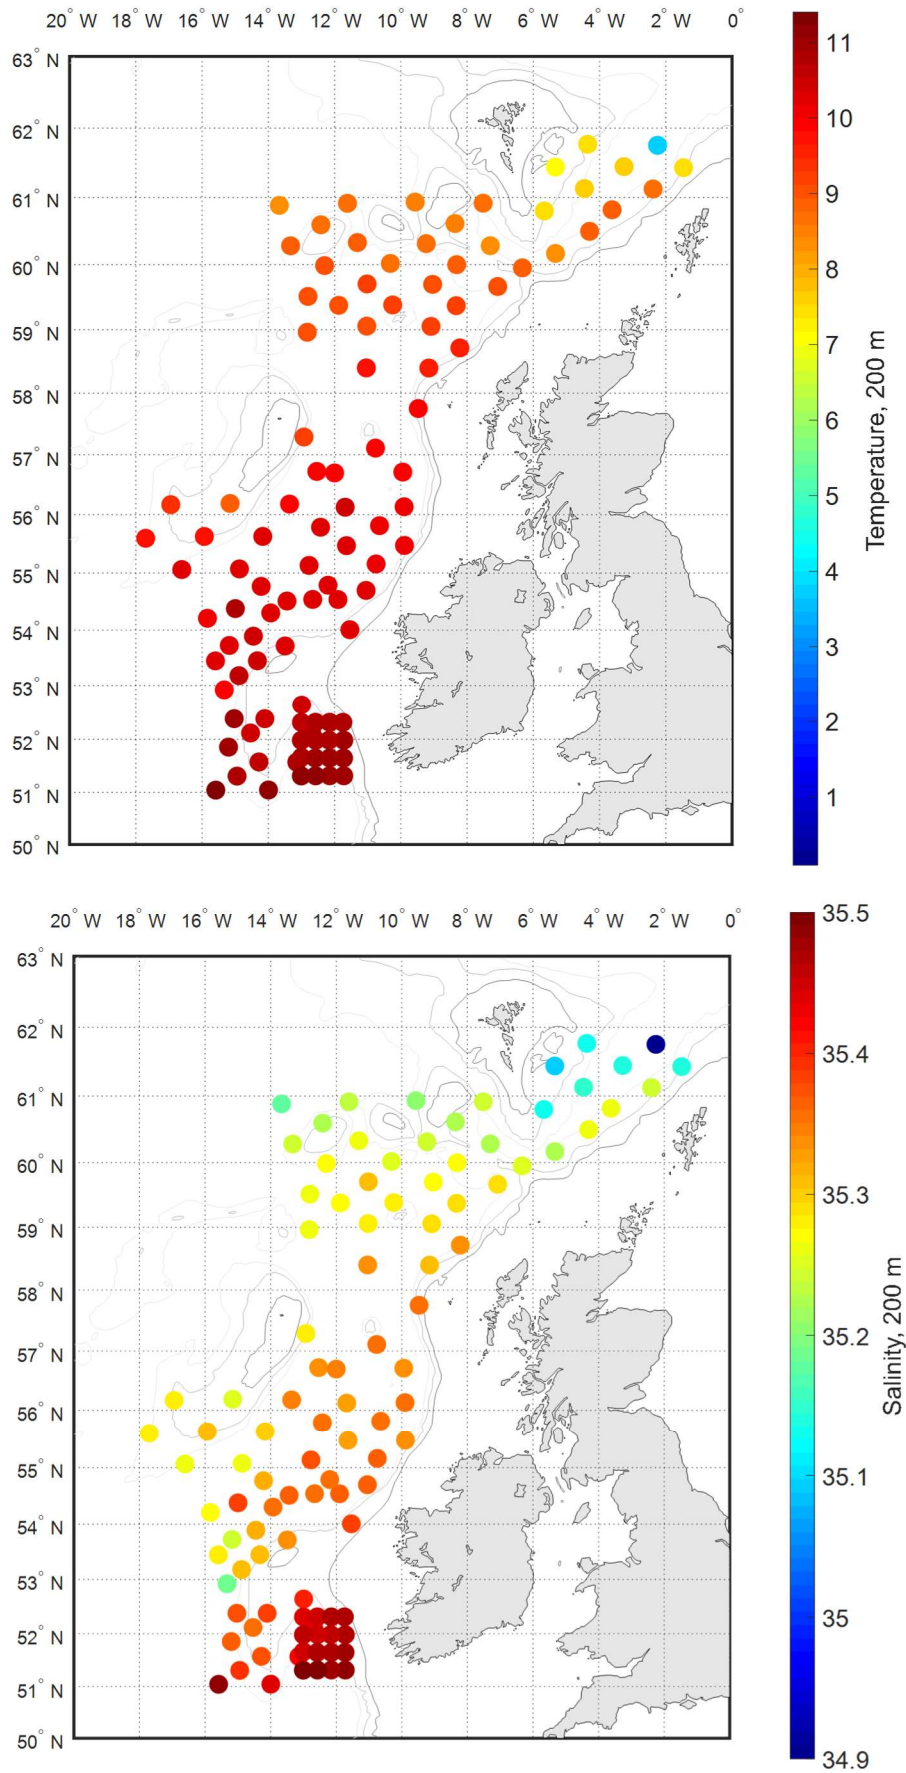 20° W 18° W 16° W 14° W 12° W 10° W 8° W 6° W 4° W 2° W 0°
63° N
62° N
61° N
60° N
59° N
58° N
57° N
56° N
55° N
54° N
53° N
52° N
51° N
50° N
11
10
9
8
7
6
5
4
3
2
1
Temperature, 200 m
20° W 18° W 16° W 14° W 12° W 10° W 8° W 6° W 4° W 2° W 0°
63° N
62° N
61° N
60° N
59° N
58° N
57° N
56° N
55° N
54° N
53° N
52° N
51° N
50° N
35.5
35.4
35.3
35.2
35.1
35
34.9
Salinity, 200 m